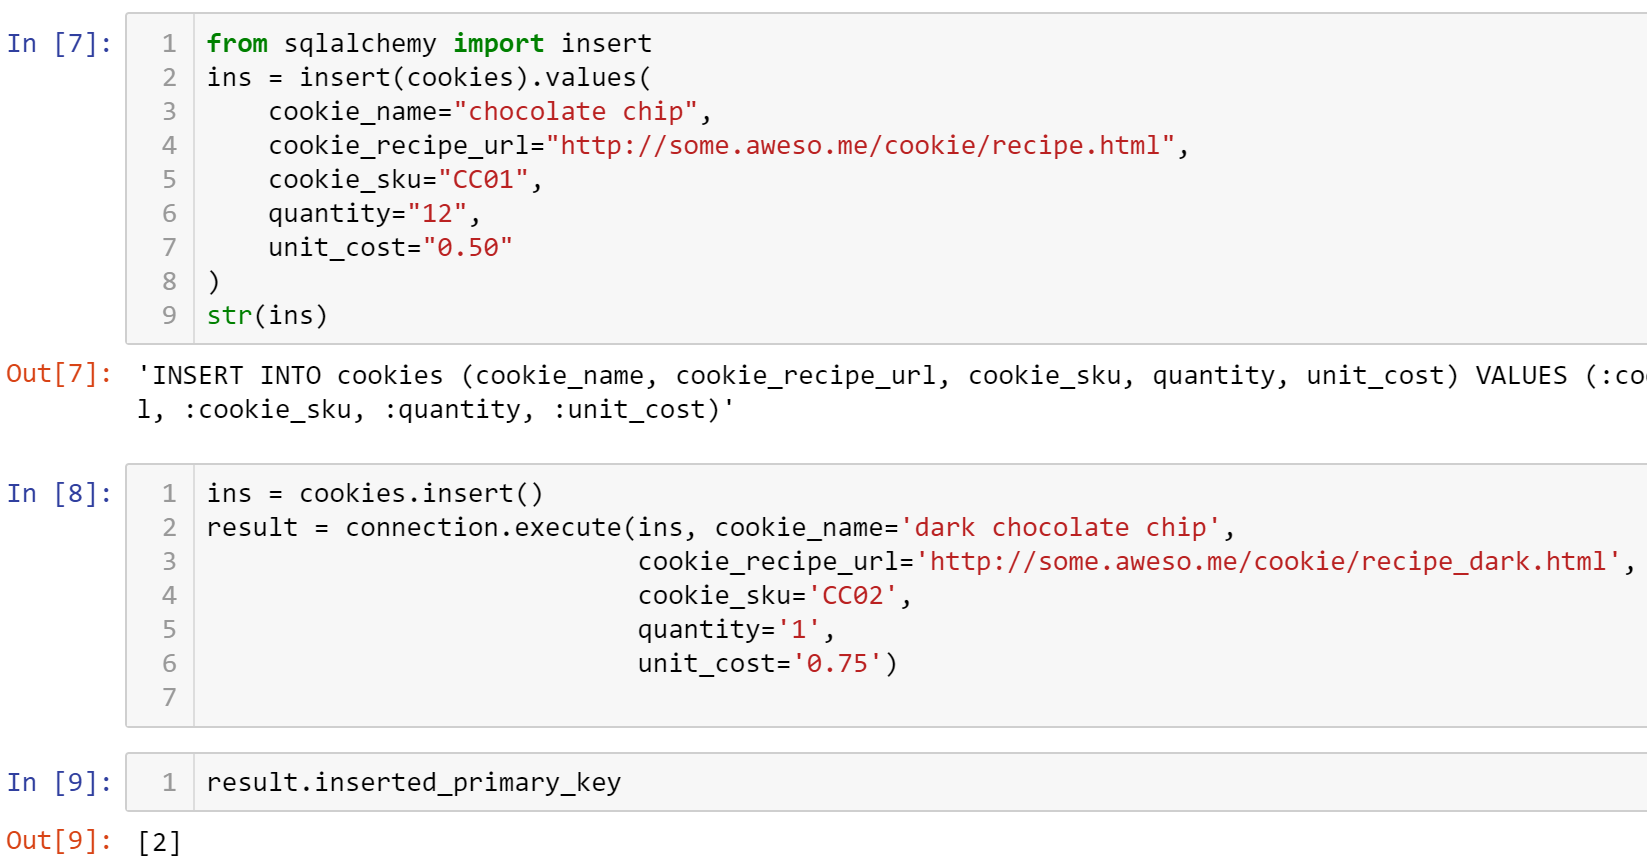 In [7]:
1 from sqlalchemy import insert
2 ins = insert(cookies).values(
3     cookie_name="chocolate chip",
4     cookie_recipe_url="http://some.aweso.me/cookie/recipe.html",
5     cookie_sku="CC01",
6     quantity="12",
7     unit_cost="0.50"
8 )
9 str(ins)
Out[7]: 'INSERT INTO cookies (cookie_name, cookie_recipe_url, cookie_sku, quantity, unit_cost) VALUES (:co
l, :cookie_sku, :quantity, :unit_cost)'
In [8]:
1 ins = cookies.insert()
2 result = connection.execute(ins, cookie_name='dark chocolate chip',
3                             cookie_recipe_url='http://some.aweso.me/cookie/recipe_dark.html',
4                             cookie_sku='CC02',
5                             quantity='1',
6                             unit_cost='0.75')
7
In [9]: 1 result.inserted_primary_key
Out[9]: [2]